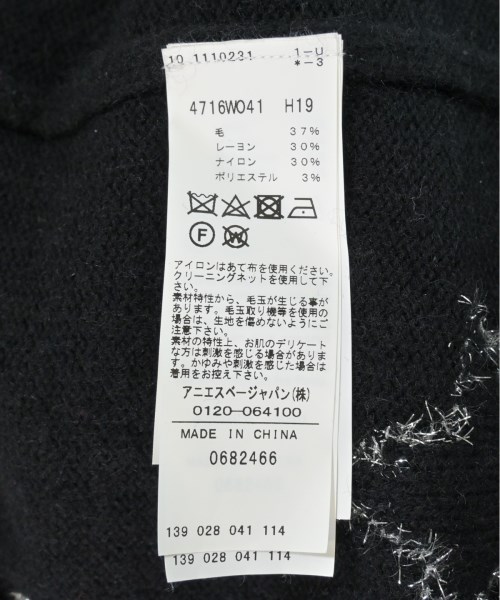 19 1110231 1-U
*-3
4716W041 H19
毛 37%
レーヨン 30%
ナイロン 30%
ポリエステル 3%
F W
アイロンはあて布を使用ください。
クリーニングネットを使用して下
さい。
素材特性から、毛玉が生じる事が
あります。毛玉取り機等を使用の
場合は、生地を傷めないようにご
注意下さい。
素材の特性上、お肌のデリケート
な方は刺激を感じる場合がありま
す。かゆみや刺激を感じた場合は
着用をお控え下さい。
アニエスベージャパン(株)
0120-064100
MADE IN CHINA
0682466
139 028 041 114
139 028 041 114